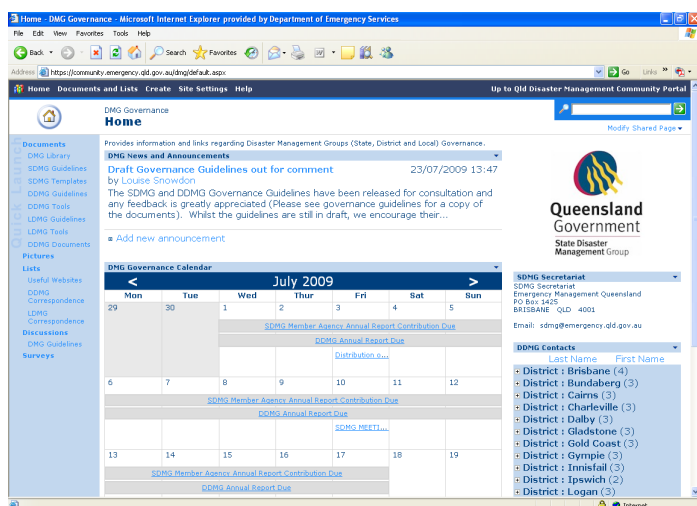 Home - DMG Governance - Microsoft Internet Explorer provided by Department of Emergency Services
File Edit View Favorites Tools Help
Back Search Favorites
Address https://community.emergency.qld.gov.au/dmg/default.aspx Go Links
Home Documents and Lists Create Site Settings Help Up to Qld Disaster Management Community Portal
DMG Governance
Home
Modify Shared Page
Quick Launch
Documents
DMG Library
SDMG Guidelines
SDMG Templates
DDMG Guidelines
DDMG Tools
LDMG Guidelines
LDMG Tools
DDMG Documents
Pictures
Lists
Useful Websites
DDMG
Correspondence
LDMG
Correspondence
Discussions
DMG Guidelines
Surveys
Provides information and links regarding Disaster Management Groups (State, District and Local) Governance.
DMG News and Announcements
Draft Governance Guidelines out for comment 23/07/2009 13:47
by Louise Snowdon
The SDMG and DDMG Governance Guidelines have been released for consultation and
any feedback is greatly appreciated (Please see governance guidelines for a copy of
the documents). Whilst the guidelines are still in draft, we encourage their...
Add new announcement
DMG Governance Calendar
< July 2009 >
Mon Tue Wed Thur Fri Sat Sun
29 30 1 2 3 4 5
SDMG Member Agency Annual Report Contribution Due
DDMG Annual Report Due
Distribution o...
6 7 8 9 10 11 12
SDMG Member Agency Annual Report Contribution Due
DDMG Annual Report Due
SDMG MEETI...
13 14 15 16 17 18 19
SDMG Member Agency Annual Report Contribution Due
DDMG Annual Report Due
Queensland
Government
State Disaster
Management Group
SDMG Secretariat
SDMG Secretariat
Emergency Management Queensland
PO Box 1425
BRISBANE QLD 4001
Email: sdmg@emergency.qld.gov.au
DDMG Contacts
Last Name First Name
District : Brisbane (4)
District : Bundaberg (3)
District : Cairns (3)
District : Charleville (3)
District : Dalby (3)
District : Gladstone (3)
District : Gold Coast (3)
District : Gympie (3)
District : Innisfail (3)
District : Ipswich (2)
District : Logan (3)
Internet